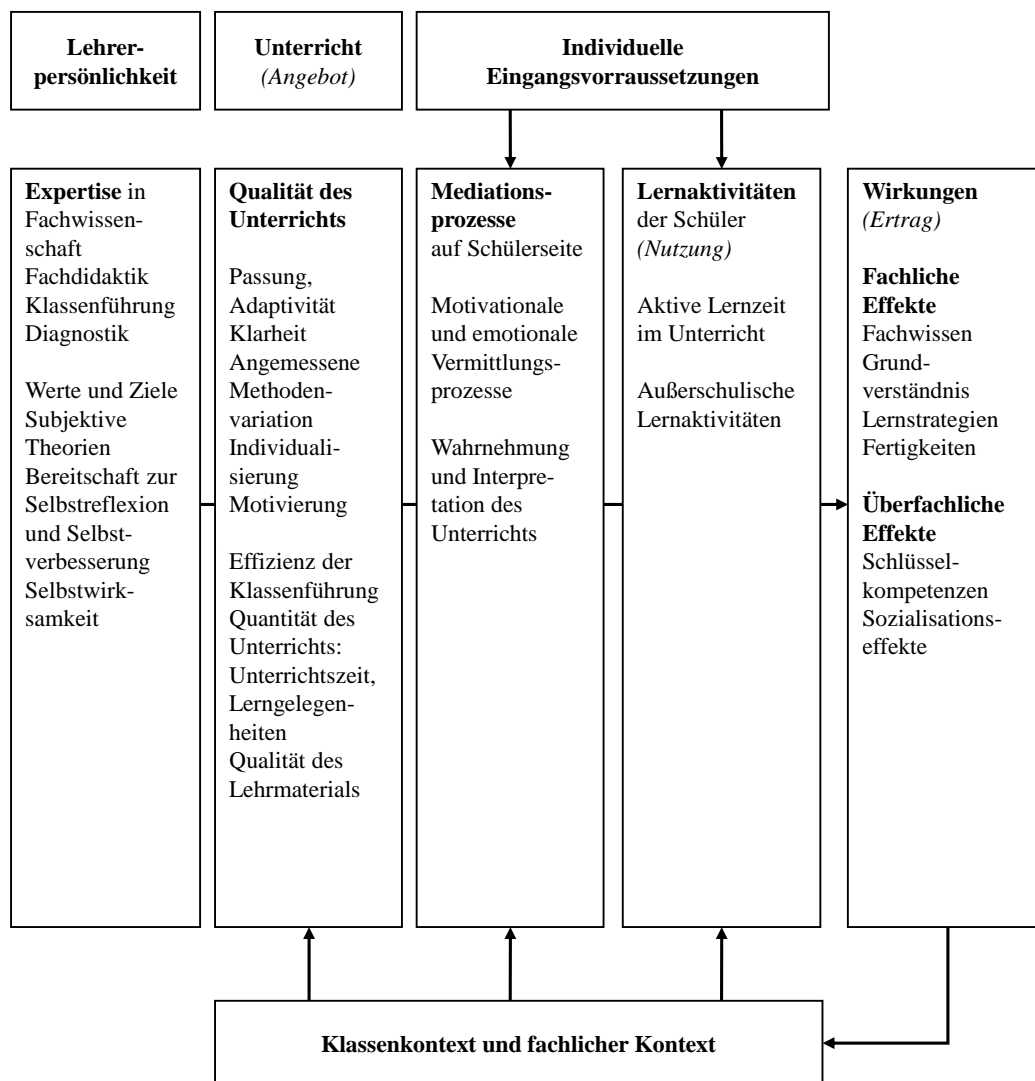 Lehrer-
persönlichkeit
Unterricht
(Angebot)
Individuelle
Eingangsvorraussetzungen
Expertise in
Fachwissen-
schaft
Fachdidaktik
Klassenführung
Diagnostik
Werte und Ziele
Subjektive
Theorien
Bereitschaft zur
Selbstreflexion
und Selbst-
verbesserung
Selbstwirk-
samkeit
Qualität des
Unterrichts
Passung,
Adaptivität
Klarheit
Angemessene
Methoden-
variation
Individuali-
sierung
Motivierung
Effizienz der
Klassenführung
Quantität des
Unterrichts:
Unterrichtszeit,
Lerngelegen-
heiten
Qualität des
Lehrmaterials
Mediations-
prozesse
auf Schülerseite
Motivationale
und emotionale
Vermittlungs-
prozesse
Wahrnehmung
und Interpre-
tation des
Unterrichts
Lernaktivitäten
der Schüler
(Nutzung)
Aktive Lernzeit
im Unterricht
Außerschulische
Lernaktivitäten
Wirkungen
(Ertrag)
Fachliche
Effekte
Fachwissen
Grund-
verständnis
Lernstrategien
Fertigkeiten
Überfachliche
Effekte
Schlüssel-
kompetenzen
Sozialisations-
effekte
Klassenkontext und fachlicher Kontext